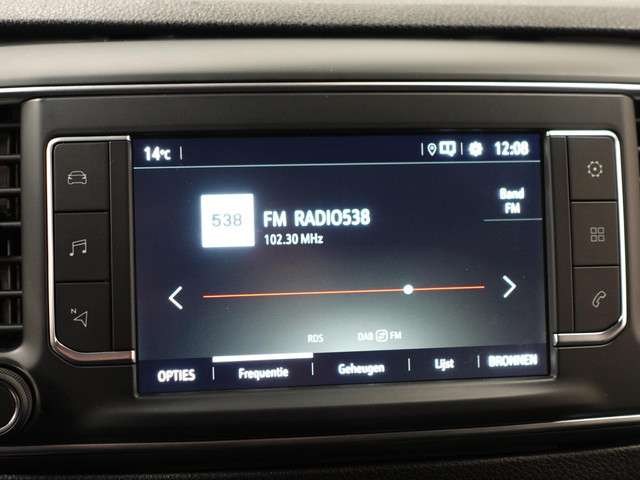 14°C 12:08
538 FM RADIO538
102.30 MHz
Band
FM
N
RDS DAB FM
OPTIES Frequentie Geheugen Lijst BRONNEN